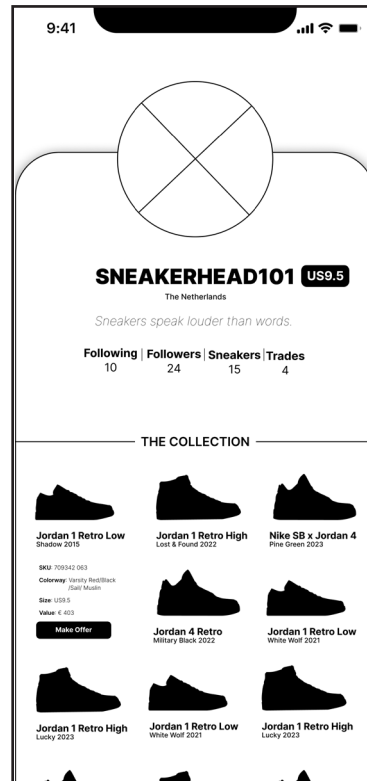 9:41
SNEAKERHEAD101 US9.5
The Netherlands
Sneakers speak louder than words.
Following | Followers | Sneakers | Trades
10 24 15 4
THE COLLECTION
Jordan 1 Retro Low
Shadow 2015
Jordan 1 Retro High
Lost & Found 2022
Nike SB x Jordan 4
Pine Green 2023
SKU: 709342 063
Colorway: Varsity Red/Black
/Sail/ Muslin
Size: US9.5
Value: € 403
Make Offer
Jordan 4 Retro
Military Black 2022
Jordan 1 Retro Low
White Wolf 2021
Jordan 1 Retro High
Lucky 2023
Jordan 1 Retro Low
White Wolf 2021
Jordan 1 Retro High
Lucky 2023